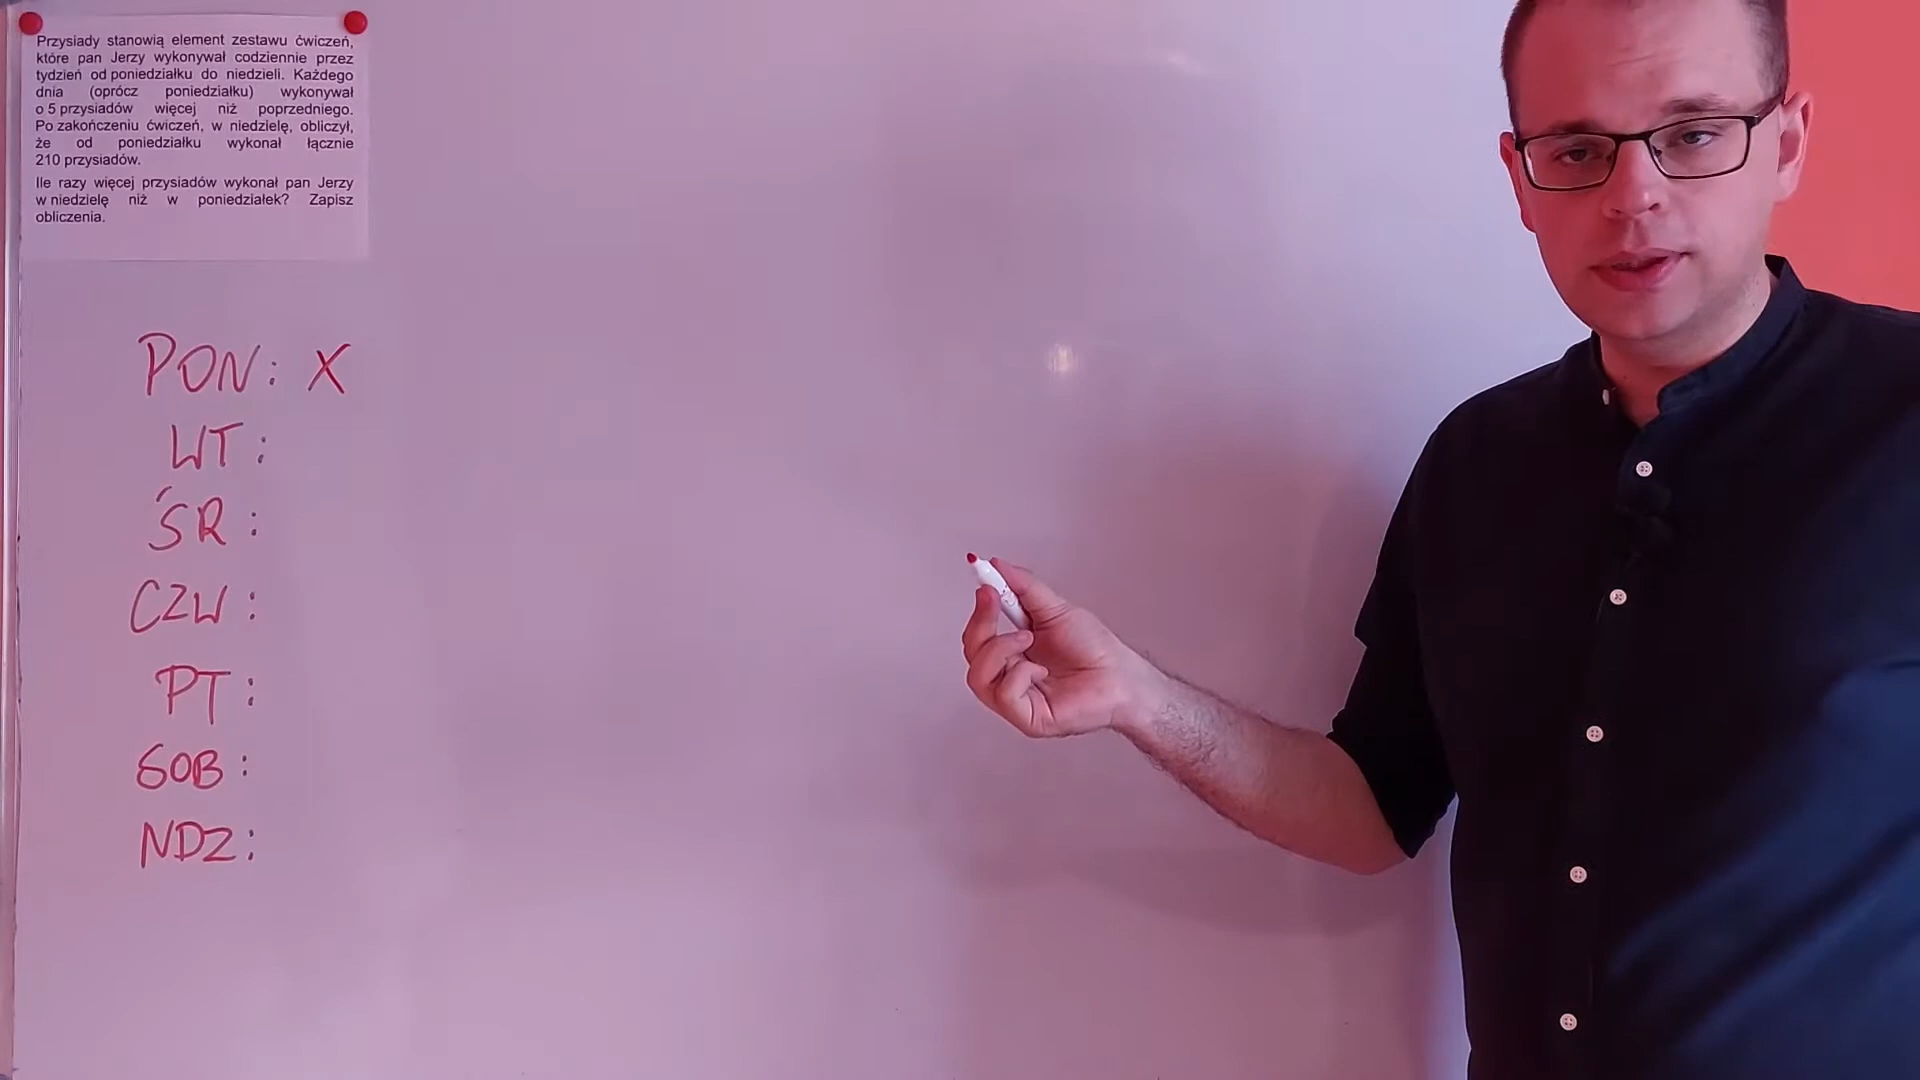 Przysiady stanowią element zestawu ćwiczeń,
które pan Jerzy wykonywał codziennie przez
tydzień od poniedziałku do niedzieli. Każdego
dnia (oprócz poniedziałku) wykonywał
o 5 przysiadów więcej niż poprzedniego.
Po zakończeniu ćwiczeń, w niedzielę, obliczył,
że od poniedziałku wykonał łącznie
210 przysiadów.
Ile razy więcej przysiadów wykonał pan Jerzy
w niedzielę niż w poniedziałek? Zapisz
obliczenia.
PON: X
WT:
ŚR:
CZW:
PT:
SOB:
NDZ: